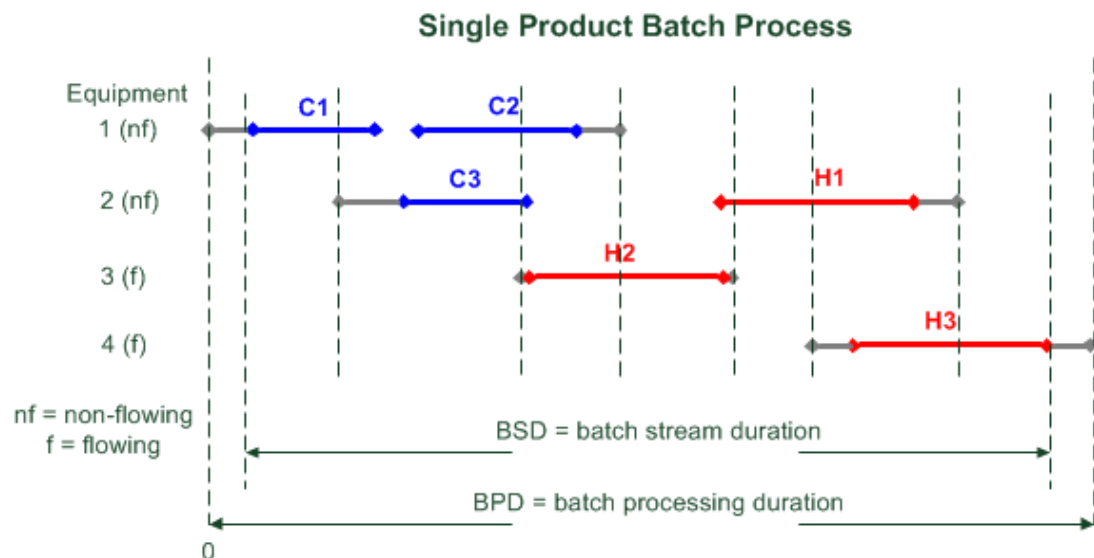 Single Product Batch Process
Equipment
C1
C2
1 (nf)
C3
H1
2 (nf)
H2
3 (f)
H3
4 (f)
nf = non-flowing
f = flowing
BSD = batch stream duration
BPD = batch processing duration
0